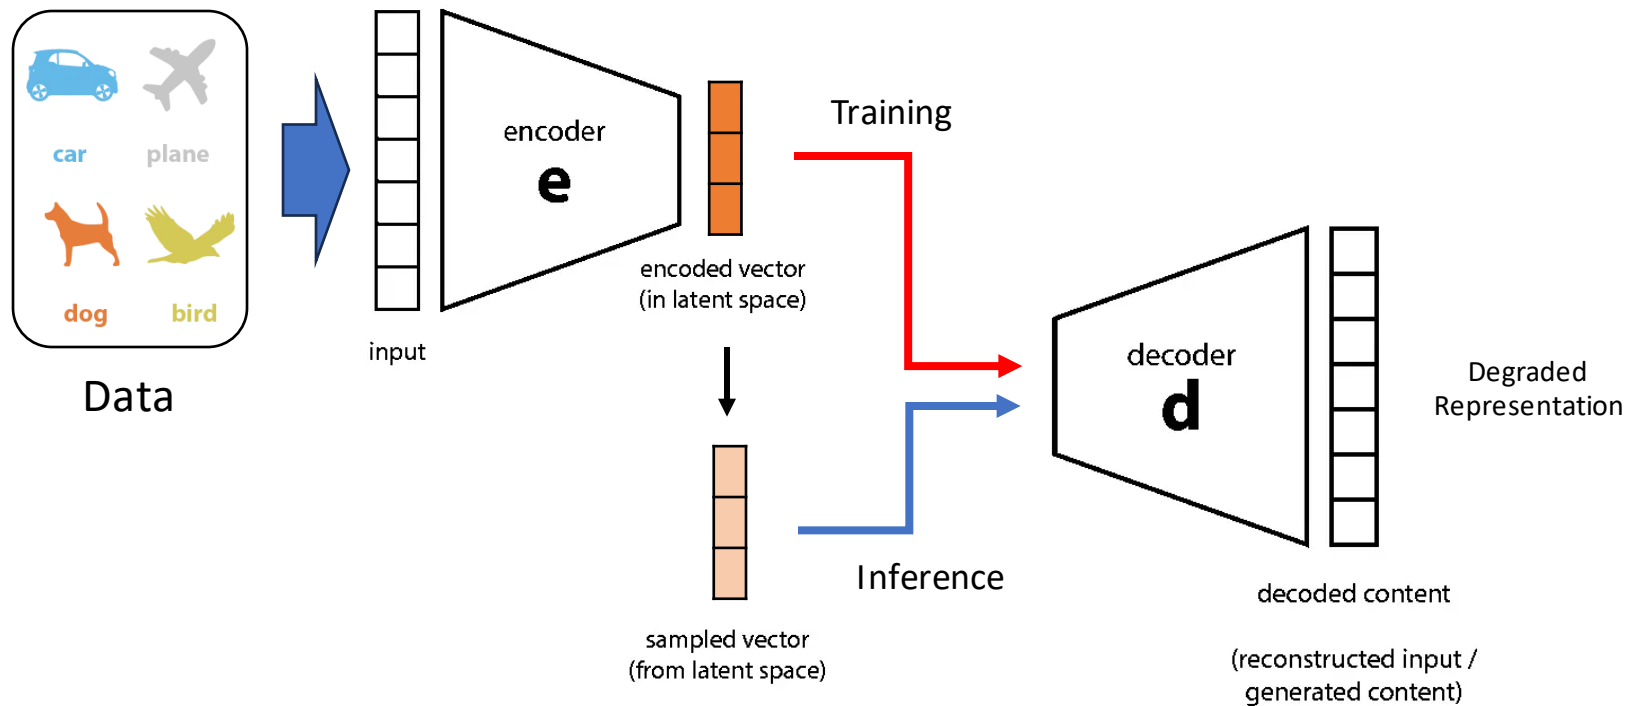 car
plane
dog
bird
Data
input
encoder
e
encoded vector
(in latent space)
sampled vector
(from latent space)
Training
Inference
decoder
d
decoded content
(reconstructed input /
generated content)
Degraded
Representation